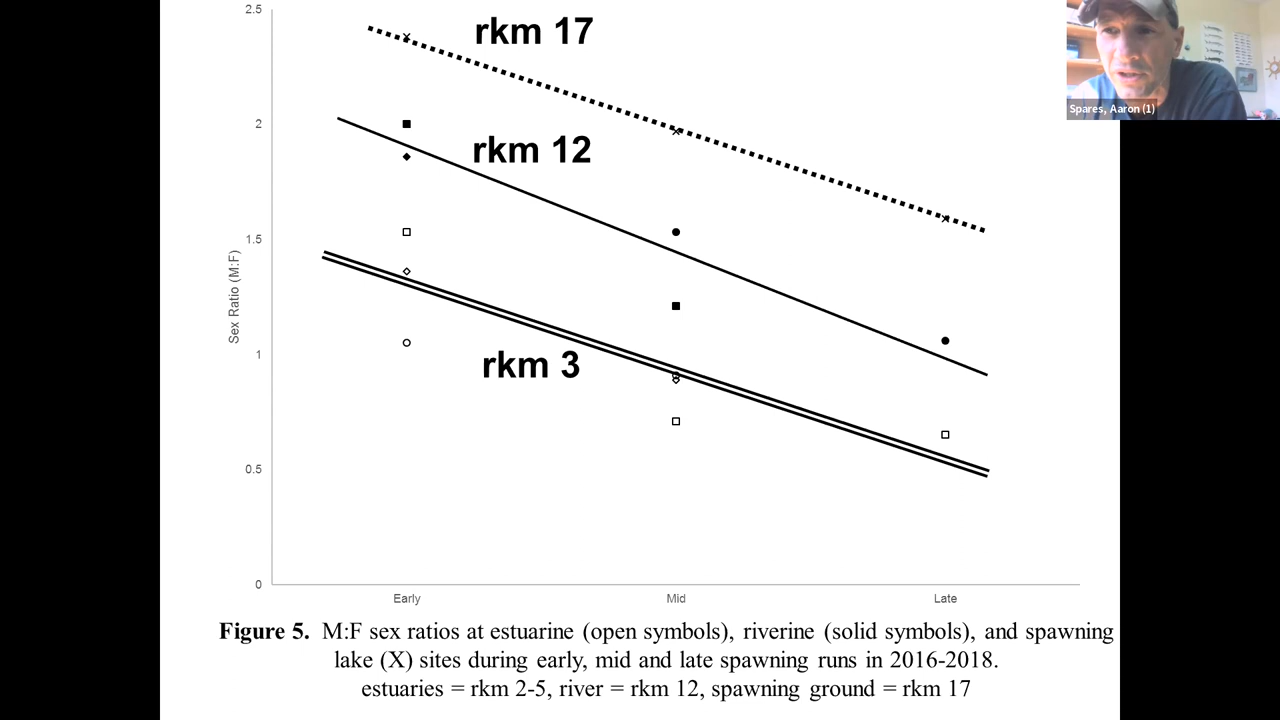 2.5
rkm 17
Spares, Aaron (1)
2
rkm 12
1.5
Sex Ratio (M:F)
1
rkm 3
0.5
0
Early Mid Late
Figure 5. M:F sex ratios at estuarine (open symbols), riverine (solid symbols), and spawning
lake (X) sites during early, mid and late spawning runs in 2016-2018.
estuaries = rkm 2-5, river = rkm 12, spawning ground = rkm 17